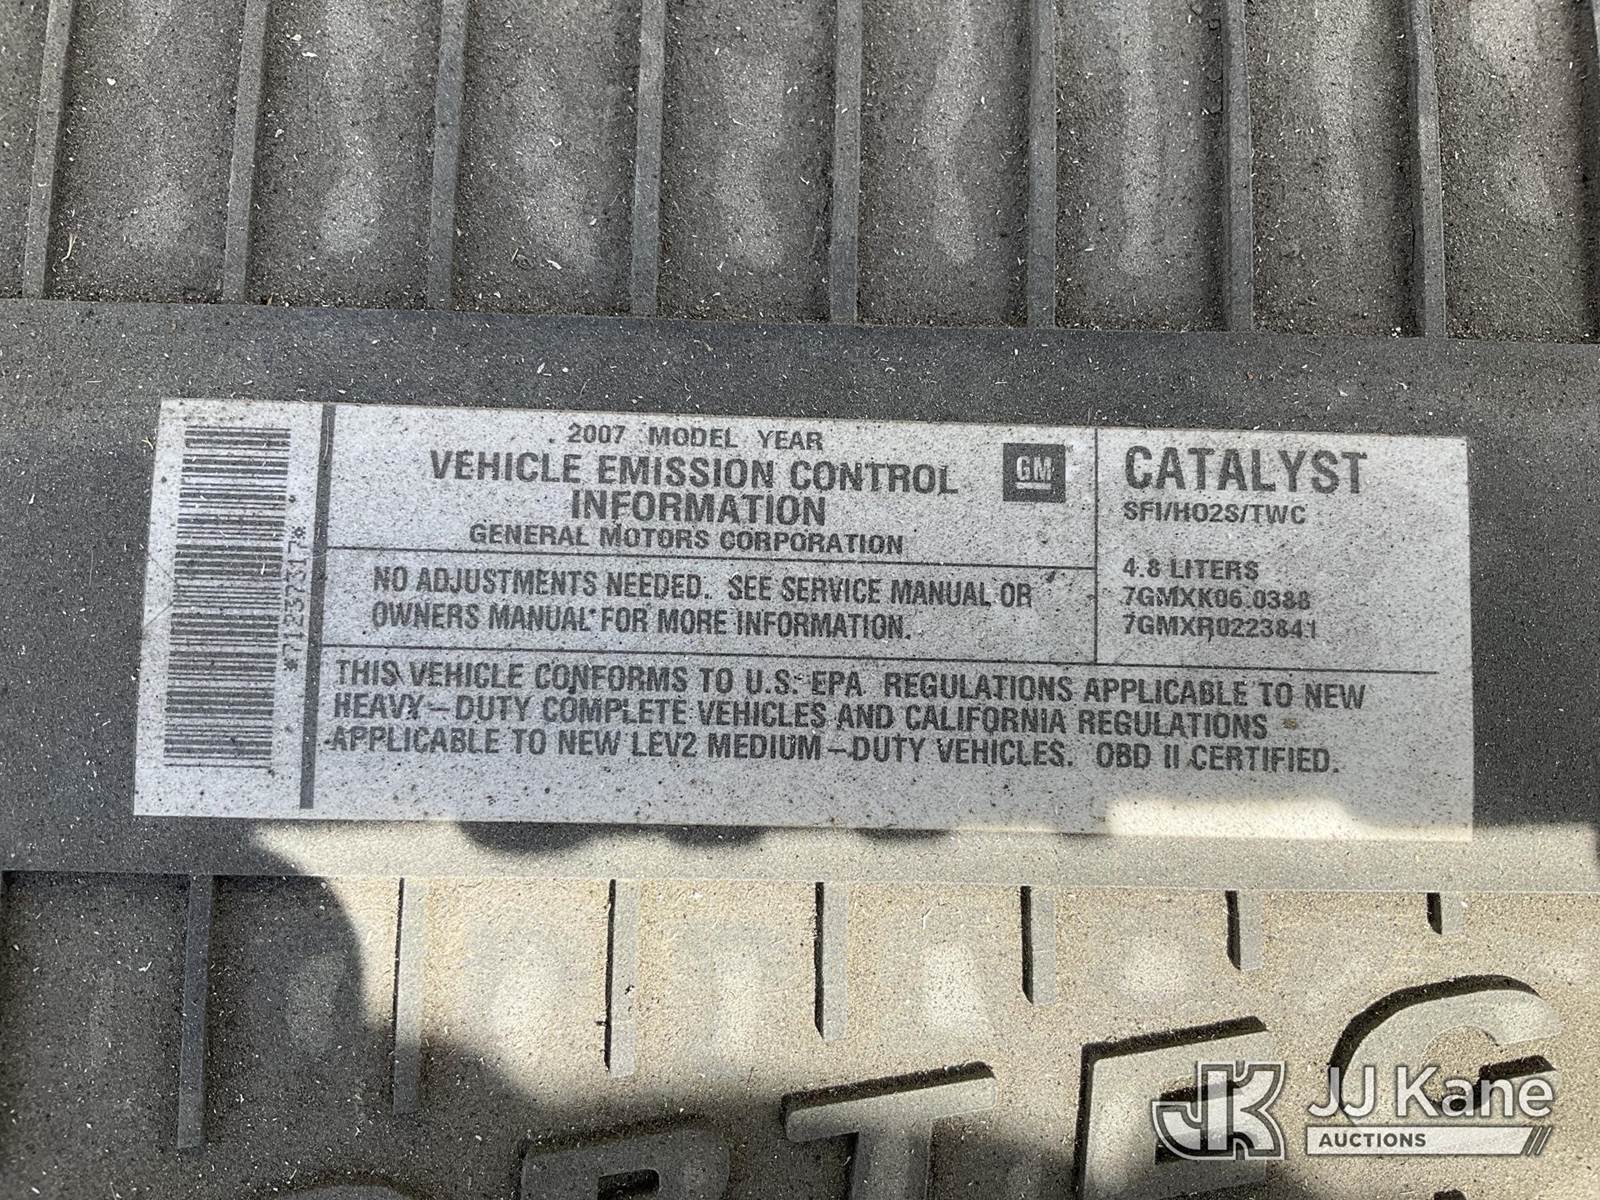 2007 MODEL YEAR
VEHICLE EMISSION CONTROL
INFORMATION
GENERAL MOTORS CORPORATION
GM
NO ADJUSTMENTS NEEDED. SEE SERVICE MANUAL OR
OWNERS MANUAL FOR MORE INFORMATION.
CATALYST
SFI/HO2S/TWC
4.8 LITERS
7GMXK06.0388
7GMXR0223841
THIS VEHICLE CONFORMS TO U.S. EPA REGULATIONS APPLICABLE TO NEW
HEAVY-DUTY COMPLETE VEHICLES AND CALIFORNIA REGULATIONS
APPLICABLE TO NEW LEV2 MEDIUM-DUTY VEHICLES. OBD II CERTIFIED.
*71237317*
JK JJ Kane
AUCTIONS